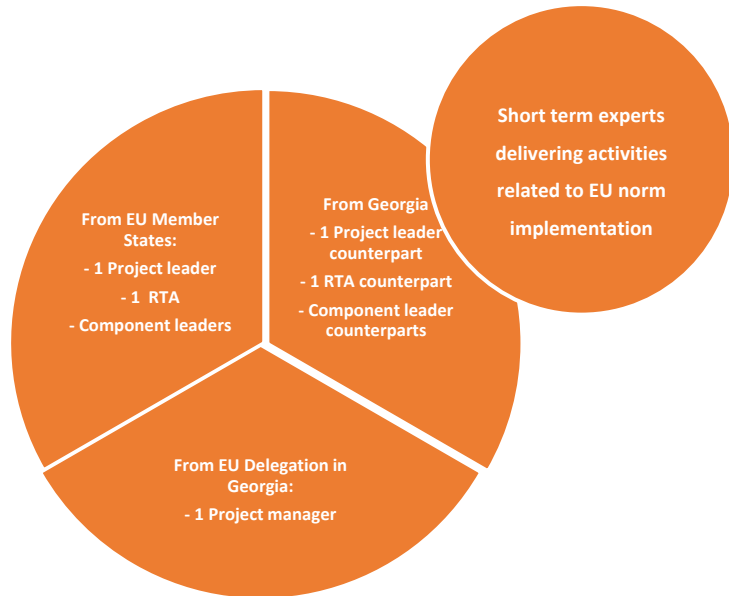 From EU Member
States:
- 1 Project leader
- 1 RTA
- Component leaders
From Georgia
- 1 Project leader
counterpart
- 1 RTA counterpart
- Component leader
counterparts
Short term experts
delivering activities
related to EU norm
implementation
From EU Delegation in
Georgia:
- 1 Project manager